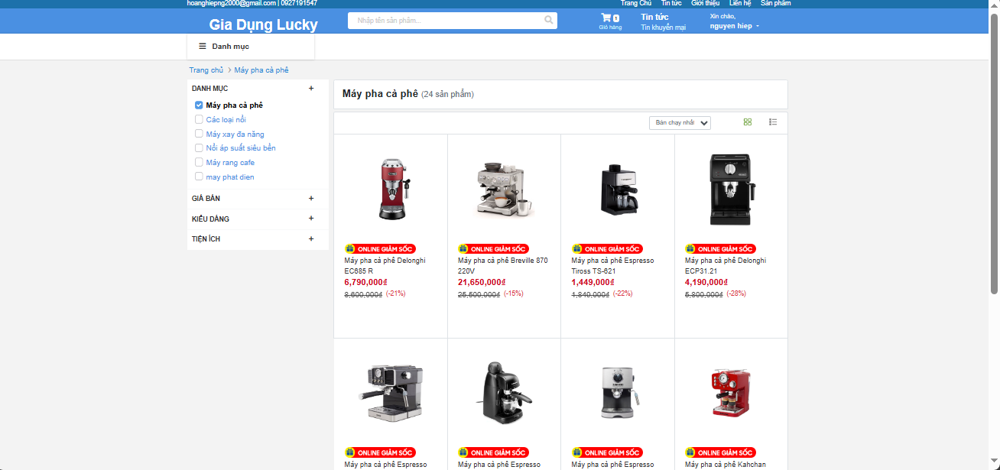 hoanghiepng2000@gmail.com | 0927191547
Trang Chủ Tin tức Giới thiệu Liên hệ Sản phẩm
Gia Dụng Lucky
Nhập tên sản phẩm...
0
Giỏ hàng
Tin tức
Tin khuyến mại
Xin chào,
nguyen hiep
Danh mục
Trang chủ > Máy pha cà phê
DANH MỤC +
Máy pha cà phê
Các loại nồi
Máy xay đa năng
Nồi áp suất siêu bền
Máy rang cafe
may phat dien
GIÁ BÁN +
KIỂU DÁNG +
TIỆN ÍCH +
Máy pha cà phê (24 sản phẩm)
Bán chạy nhất
ONLINE GIẢM SỐC
Máy pha cà phê Delonghi
EC685 R
6,790,000₫
8,600,000₫ (-21%)
ONLINE GIẢM SỐC
Máy pha cà phê Breville 870
220V
21,650,000₫
25,500,000₫ (-15%)
ONLINE GIẢM SỐC
Máy pha cà phê Espresso
Tiross TS-621
1,449,000₫
1,849,000₫ (-22%)
ONLINE GIẢM SỐC
Máy pha cà phê Delonghi
ECP31.21
4,190,000₫
5,800,000₫ (-28%)
ONLINE GIẢM SỐC
Máy pha cà phê Espresso
ONLINE GIẢM SỐC
Máy pha cà phê Espresso
ONLINE GIẢM SỐC
Máy pha cà phê Espresso
ONLINE GIẢM SỐC
Máy pha cà phê Kahchan